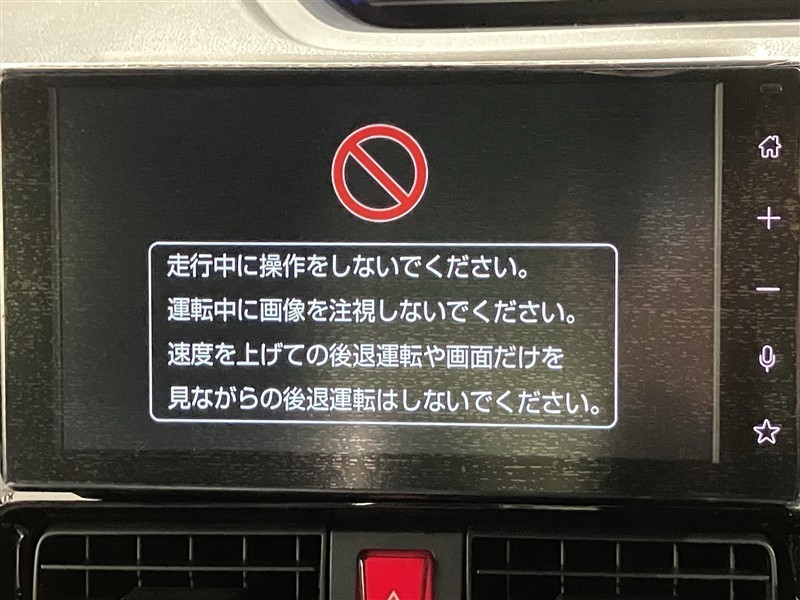 走行中に操作をしないでください。
運転中に画像を注視しないでください。
速度を上げての後退運転や画面だけを
見ながらの後退運転はしないでください。